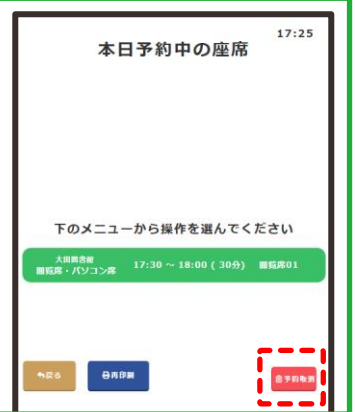 17:25
本日予約中の座席
下のメニューから操作を選んでください
大田図書館
閲覧席・パソコン席
17:30 ～ 18:00 ( 30分)
閲覧席01
戻る
再印刷
予約取消